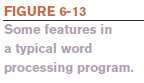 FIGURE 6-13
Some features in
a typical word
processing program.